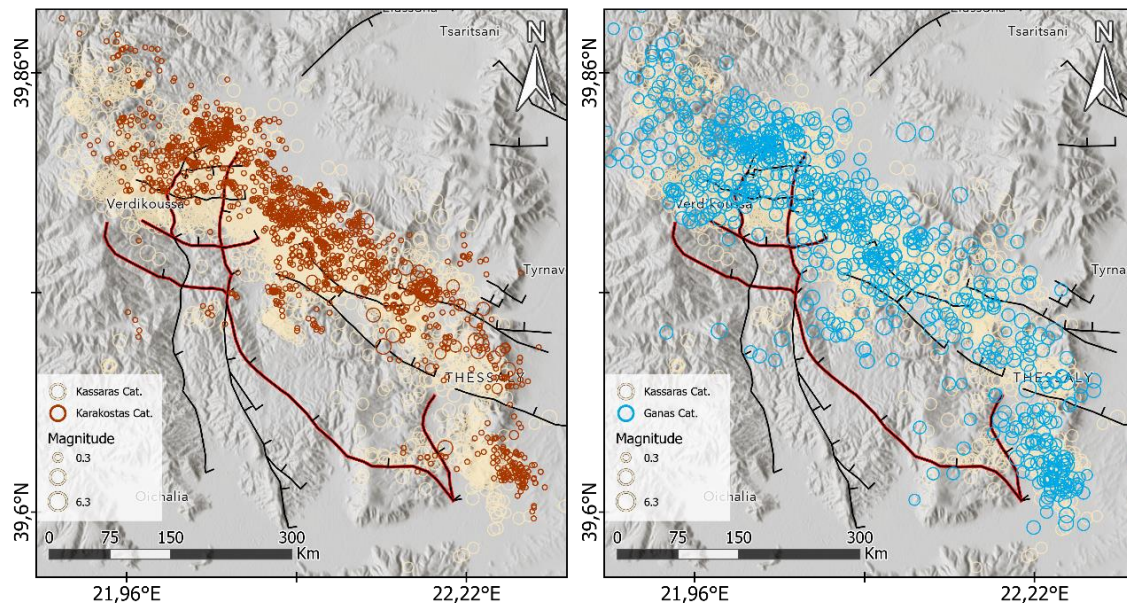 Tsaritsani
N
39,86°N
Verdikoussa
Tyrnav
THESSALY
Kassaras Cat.
Karakostas Cat.
Magnitude
0.3
6.3
Oichalia
39,6°N
0 75 150 300
Km
21,96°E 22,22°E
Tsaritsani
N
39,86°N
Verdikoussa
Tyrna
THESSALY
Kassaras Cat.
Ganas Cat.
Magnitude
0.3
6.3
Oichalia
39,6°N
0 75 150 300
Km
21,96°E 22,22°E